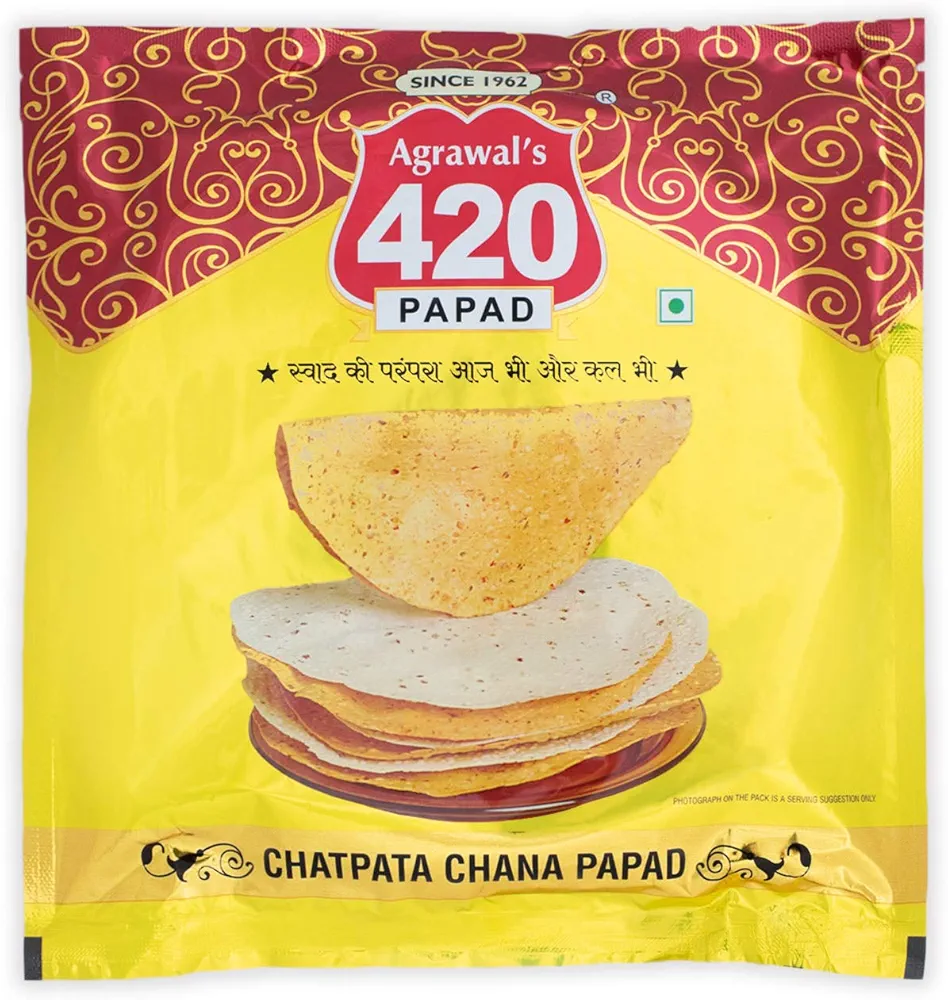 SINCE 1962
®
Agrawal's
420
PAPAD
★ स्वाद की परंपरा आज भी और कल भी ★
PHOTOGRAPH ON THE PACK IS A SERVING SUGGESTION ONLY.
CHATPATA CHANA PAPAD